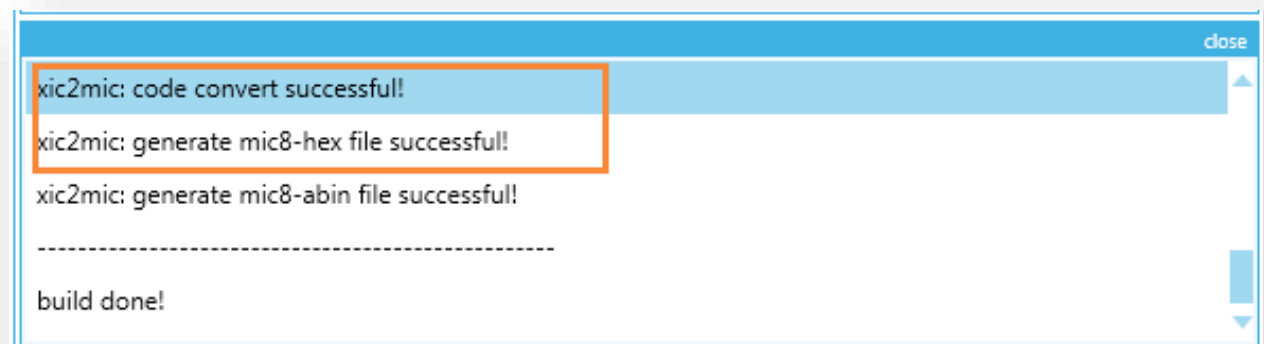 close
xic2mic: code convert successful!
xic2mic: generate mic8-hex file successful!
xic2mic: generate mic8-abin file successful!
---------------------------------------------------
build done!